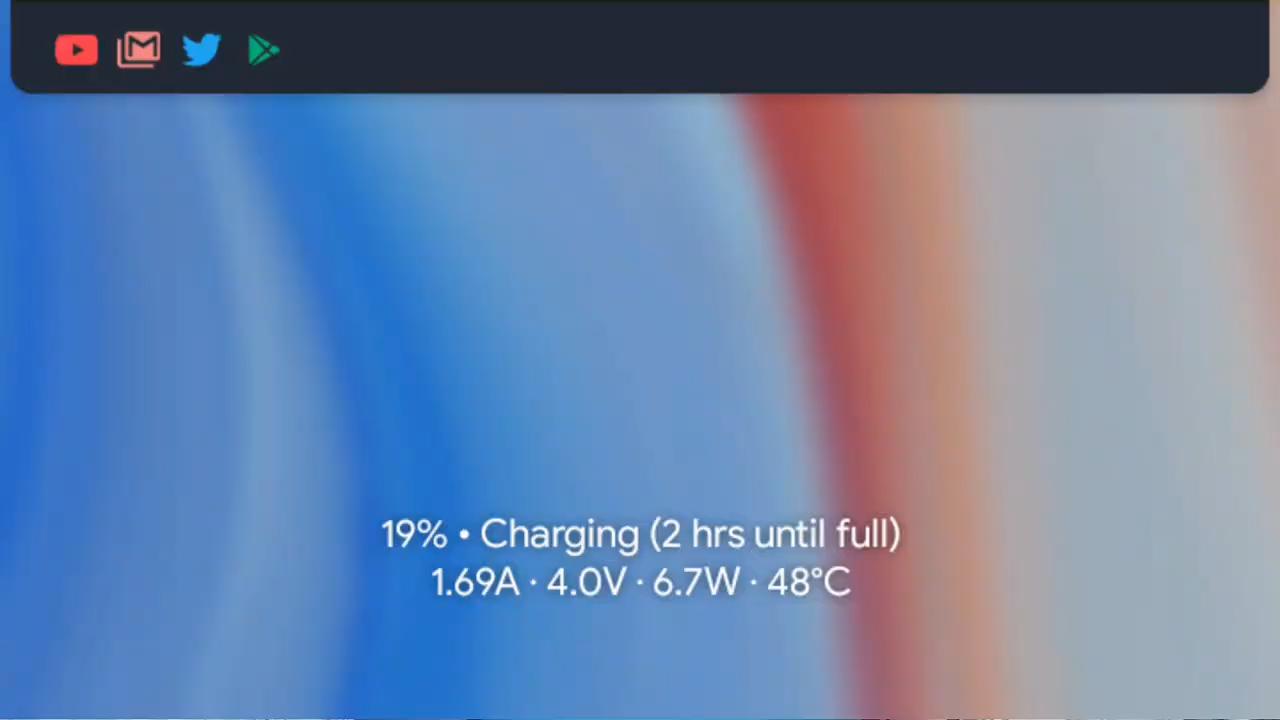 19% • Charging (2 hrs until full)
1.69A · 4.0V · 6.7W · 48°C